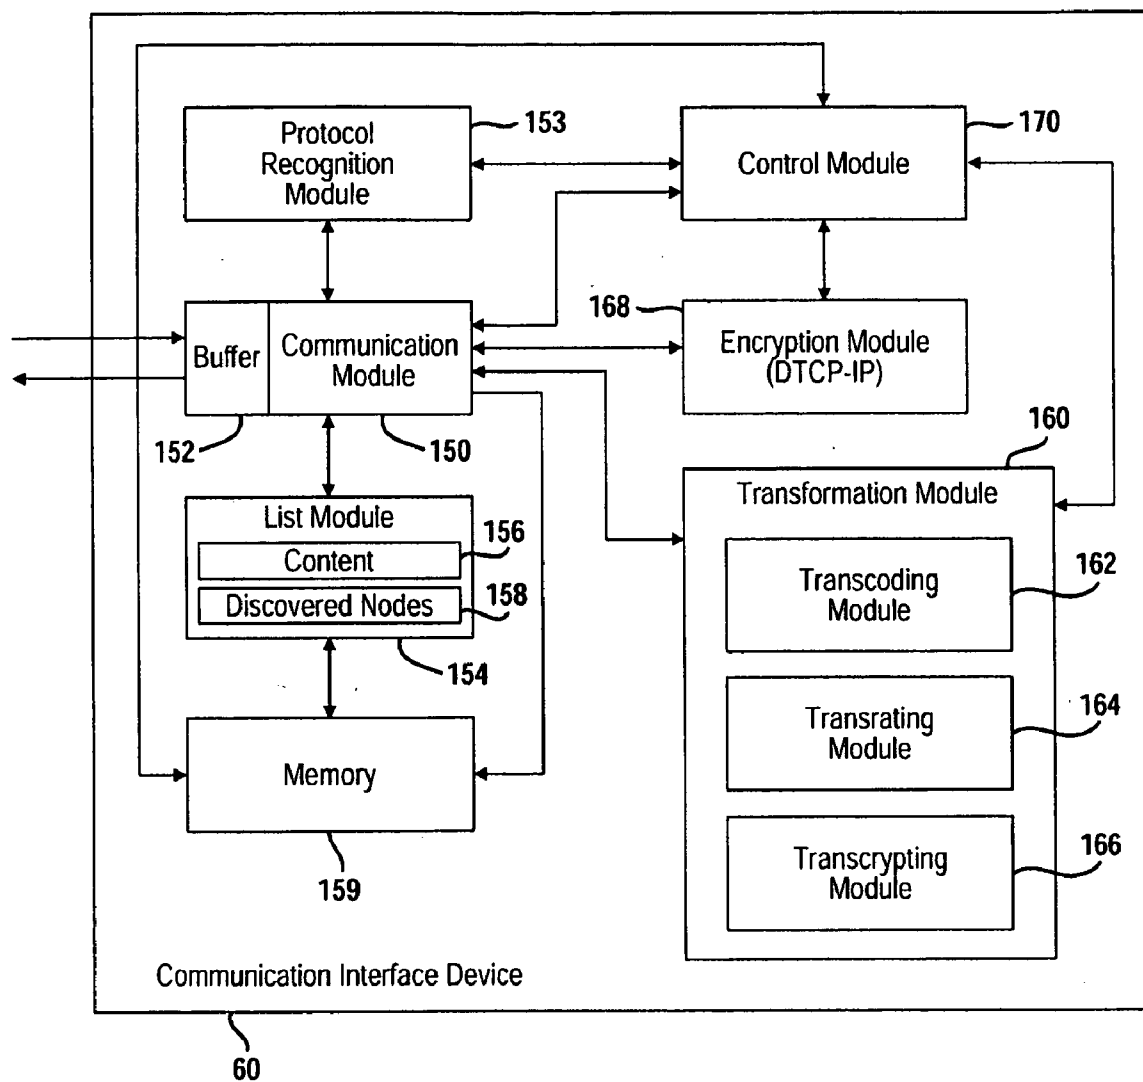 Protocol
Recognition
Module
153
Control Module
170
Buffer
Communication
Module
152
150
168
Encryption Module
(DTCP-IP)
List Module
Content
156
Discovered Nodes
158
154
160
Transformation Module
Transcoding
Module
162
Transrating
Module
164
Transcrypting
Module
166
Memory
159
Communication Interface Device
60